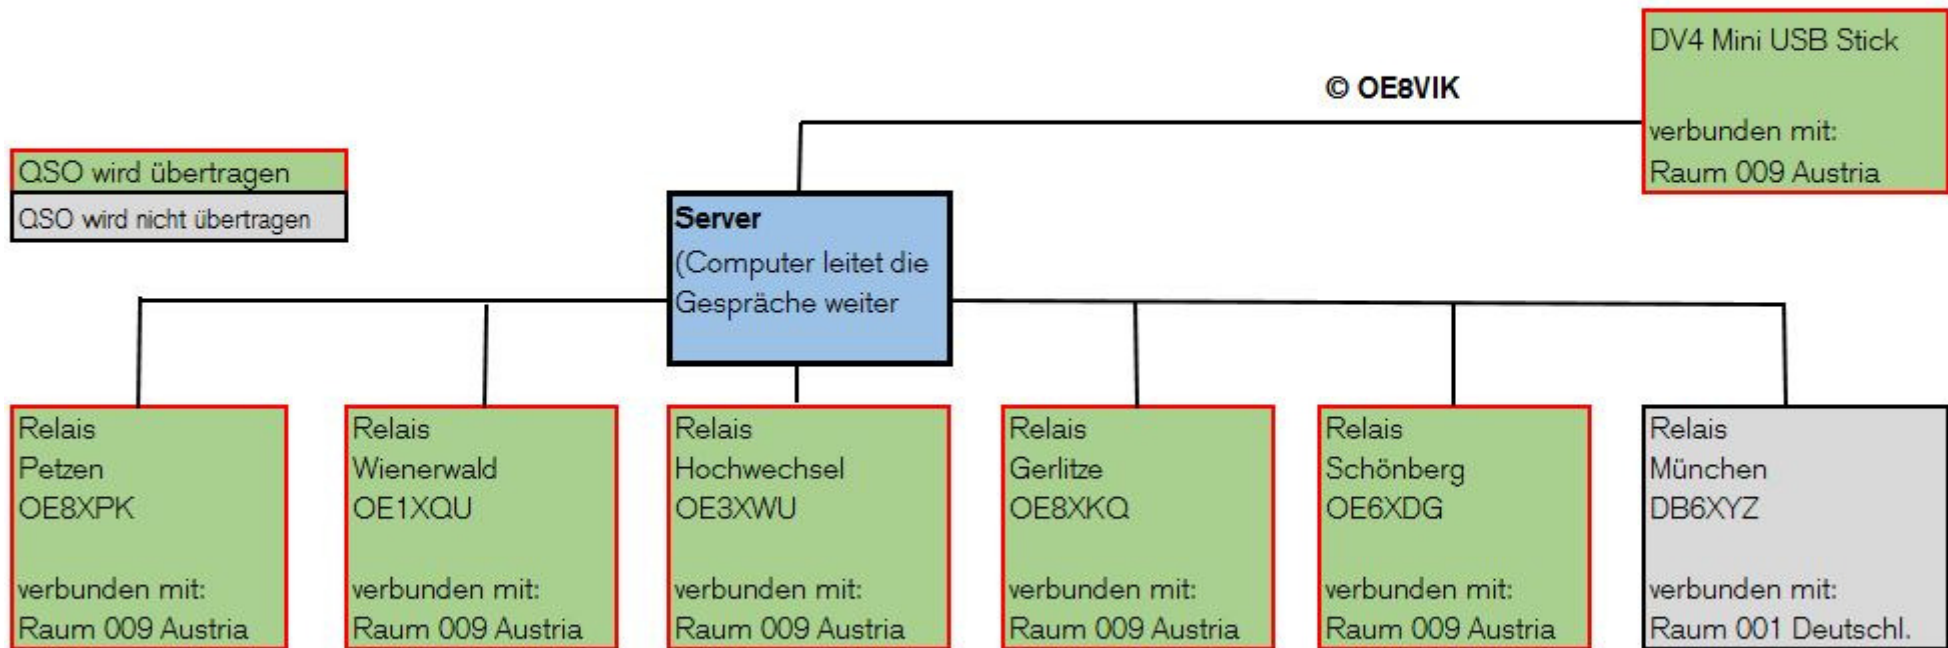 DV4 Mini USB Stick
verbunden mit:
Raum 009 Austria
© OE8VIK
QSO wird übertragen
QSO wird nicht übertragen
Server
(Computer leitet die
Gespräche weiter
Relais
Petzen
OE8XPK
verbunden mit:
Raum 009 Austria
Relais
Wienerwald
OE1XQU
verbunden mit:
Raum 009 Austria
Relais
Hochwechsel
OE3XWU
verbunden mit:
Raum 009 Austria
Relais
Gerlitze
OE8XKQ
verbunden mit:
Raum 009 Austria
Relais
Schönberg
OE6XDG
verbunden mit:
Raum 009 Austria
Relais
München
DB6XYZ
verbunden mit:
Raum 001 Deutschl.